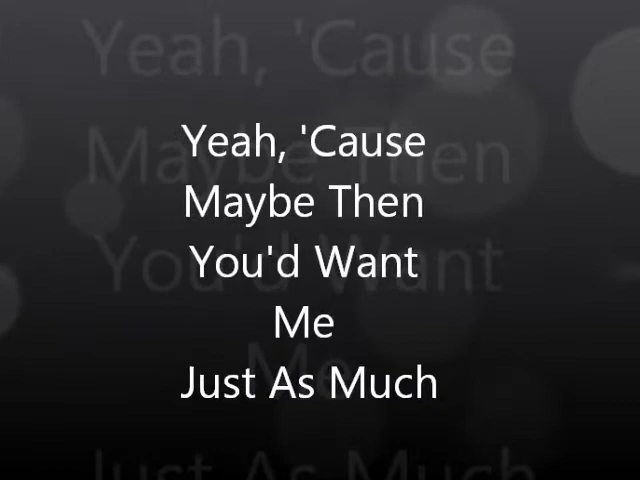 Yeah, 'Cause
Maybe Then
You'd Want
Me
Just As Much